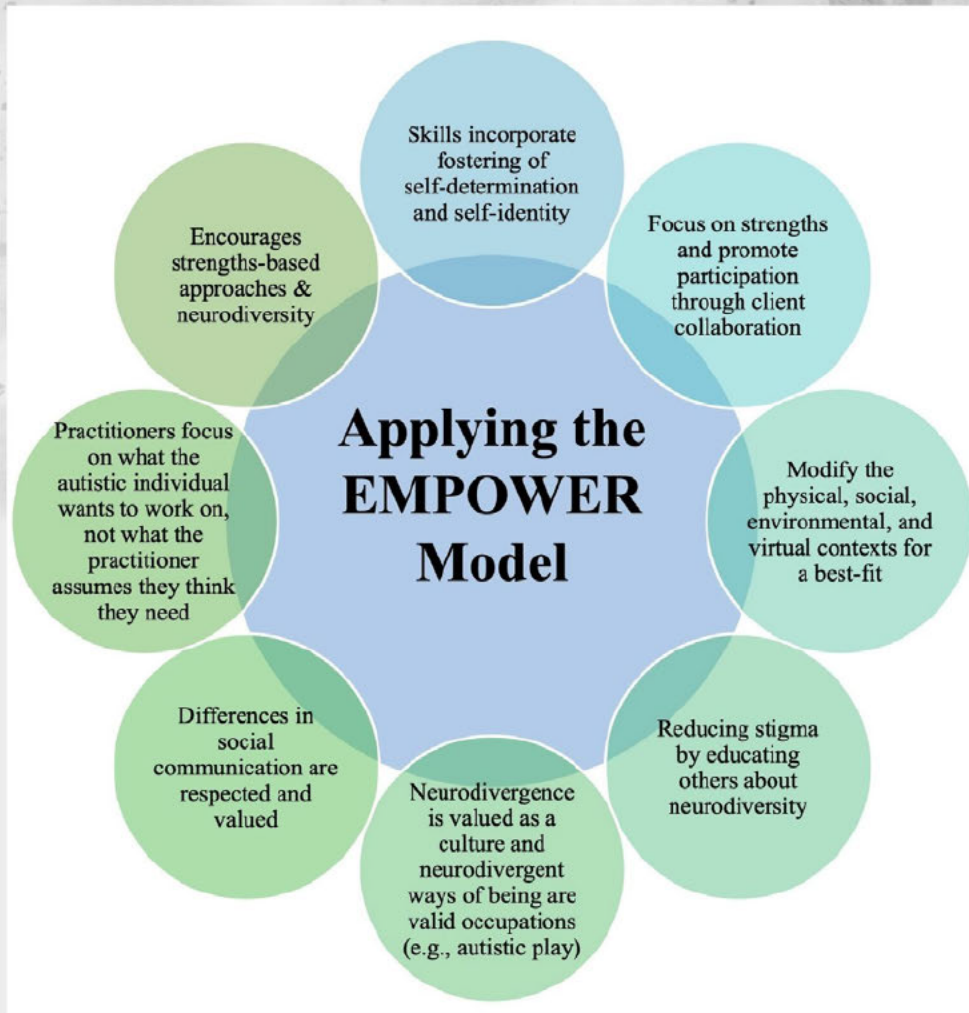 Applying the
EMPOWER
Model
Skills incorporate
fostering of
self-determination
and self-identity
Focus on strengths
and promote
participation
through client
collaboration
Modify the
physical, social,
environmental, and
virtual contexts for
a best-fit
Reducing stigma
by educating
others about
neurodiversity
Neurodivergence
is valued as a
culture and
neurodivergent
ways of being are
valid occupations
(e.g., autistic play)
Differences in
social
communication are
respected and
valued
Practitioners focus
on what the
autistic individual
wants to work on,
not what the
practitioner
assumes they think
they need
Encourages
strengths-based
approaches &
neurodiversity